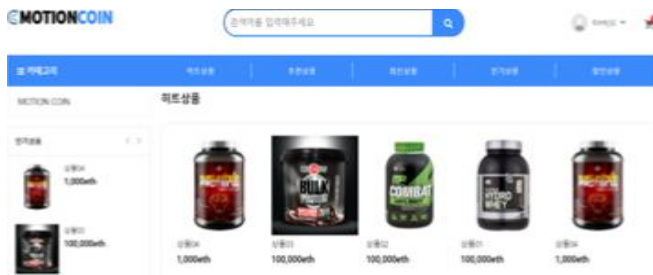 EMOTIONCOIN
검색어를 입력해주세요
카테고리
히트상품
추천상품
최신상품
인기상품
할인상품
MOTION COIN
히트상품
인기상품
상품04
1,000eth
상품03
100,000eth
BULK
COMBAT
HYDRO
WHEY
상품04
상품03
상품02
상품01
상품04
1,000eth
100,000eth
100,000eth
100,000eth
1,000eth